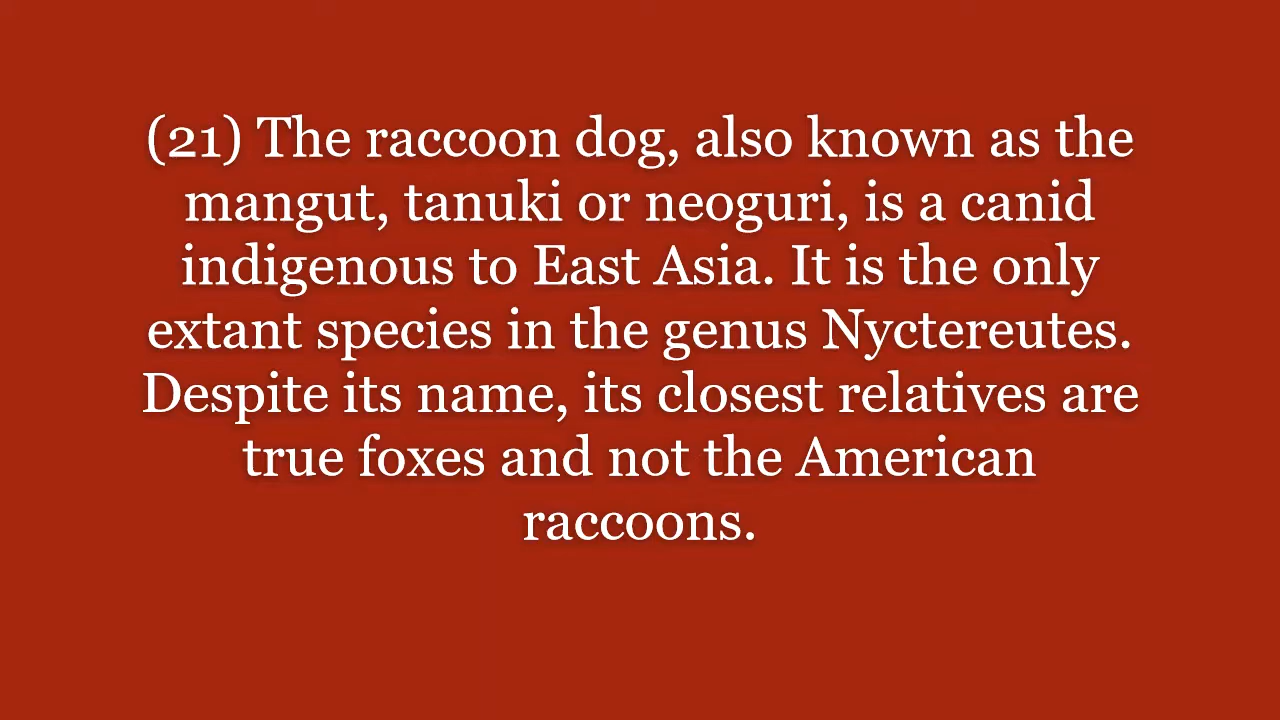 (21) The raccoon dog, also known as the
mangut, tanuki or neoguri, is a canid
indigenous to East Asia. It is the only
extant species in the genus Nyctereutes.
Despite its name, its closest relatives are
true foxes and not the American
raccoons.